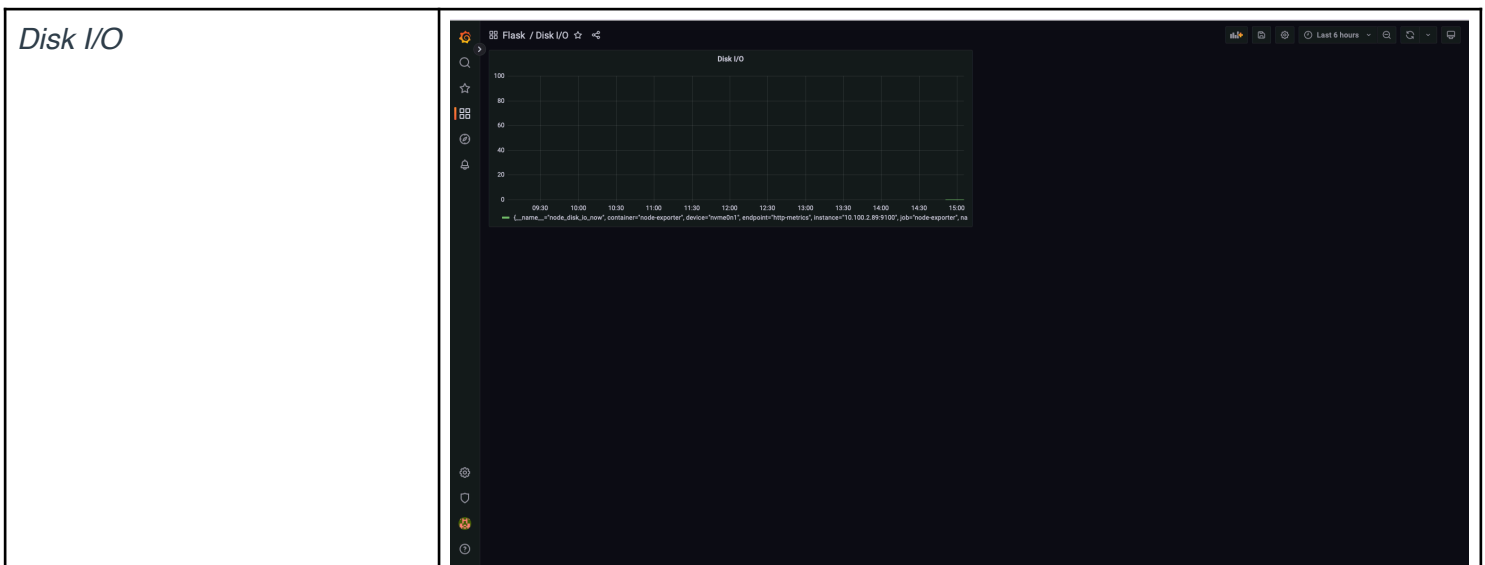 Disk I/O
Flask / Disk I/O
Last 6 hours
Disk I/O
100
80
60
40
20
0
09:30 10:00 10:30 11:00 11:30 12:00 12:30 13:00 13:30 14:00 14:30 15:00
{__name__="node_disk_io_now", container="node-exporter", device="nvme0n1", endpoint="http-metrics", instance="10.100.2.89:9100", job="node-exporter", na